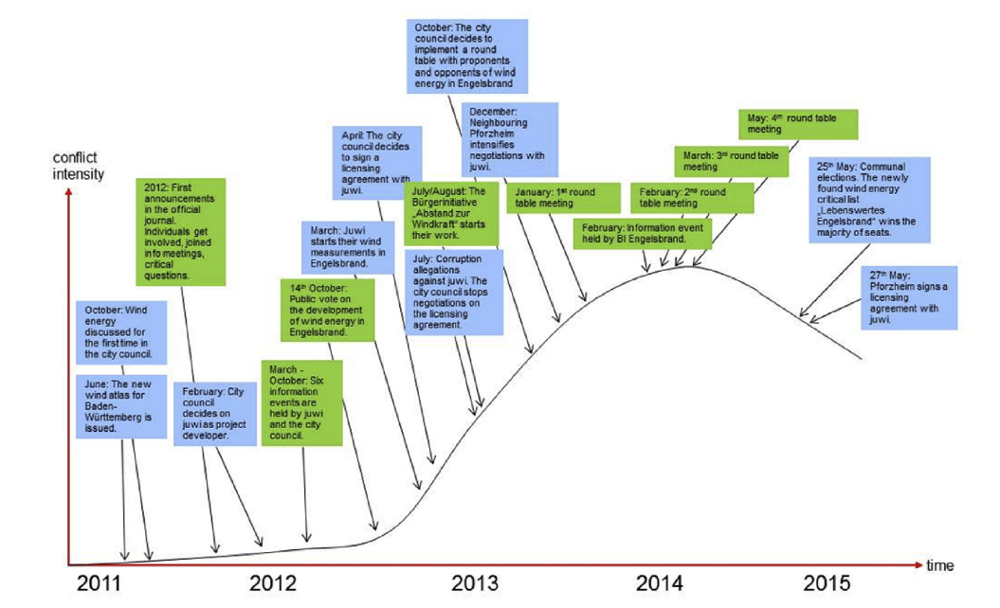 conflict
intensity
October: The city
council decides to
implement a round
table with proponents
and opponents of wind
energy in Engelsbrand
December:
Neighbouring
Pforzheim
intensifies
negotiations with
juwi.
April: The city
council decides
to sign a
licensing
agreement with
juwi.
May: 4th round table
meeting
March: 3rd round table
meeting
25th May: Communal
elections. The newly
found wind energy
critical list
„Lebenswertes
Engelsbrand“ wins the
majority of seats.
2012: First
announcements
in the official
journal.
Individuals get
involved, joined
info meetings,
critical
questions.
July/August: The
Bürgerinitiative
„Abstand zur
Windkraft“ starts
their work.
January: 1st round
table meeting
February: 2nd round
table meeting
February: Information event
held by BI Engelsbrand.
March: Juwi
starts their wind
measurements in
Engelsbrand.
July: Corruption
allegations
against juwi. The
city council stops
negotiations on
the licensing
agreement.
27th May:
Pforzheim signs a
licensing
agreement with
juwi.
14th October:
Public vote on
the development
of wind energy in
Engelsbrand.
October: Wind
energy
discussed for
the first time in
the city council.
March -
October: Six
information
events are
held by juwi
and the city
council.
June: The new
wind atlas for
Baden-
Württemberg is
issued.
February: City
council
decides on
juwi as project
developer.
time
2011
2012
2013
2014
2015